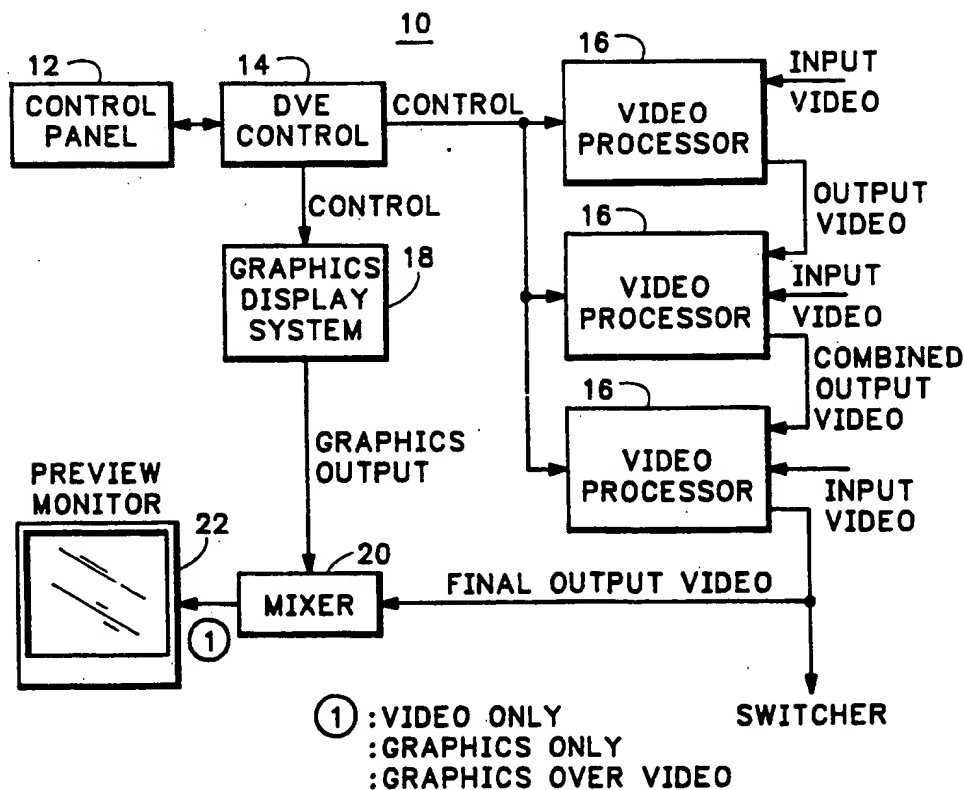 10
12
CONTROL
PANEL
14
DVE
CONTROL
CONTROL
16
VIDEO
PROCESSOR
INPUT
VIDEO
OUTPUT
VIDEO
CONTROL
18
GRAPHICS
DISPLAY
SYSTEM
16
VIDEO
PROCESSOR
INPUT
VIDEO
COMBINED
OUTPUT
VIDEO
16
VIDEO
PROCESSOR
INPUT
VIDEO
GRAPHICS
OUTPUT
PREVIEW
MONITOR
22
20
MIXER
1
FINAL OUTPUT VIDEO
SWITCHER
1 :VIDEO ONLY
:GRAPHICS ONLY
:GRAPHICS OVER VIDEO